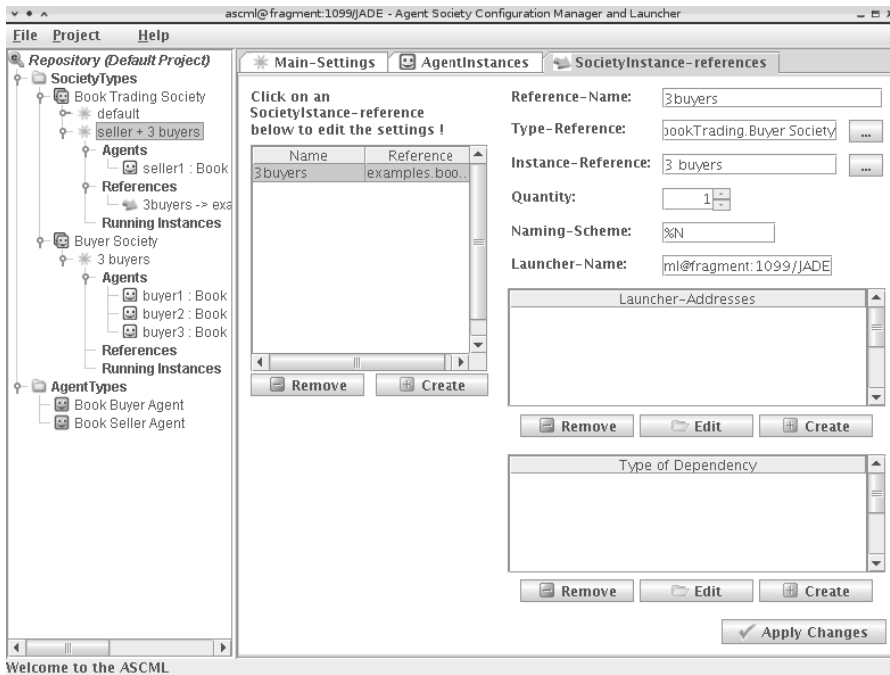 ascml@fragment:1099/JADE - Agent Society Configuration Manager and Launcher
File Project Help
Repository (Default Project)
SocietyTypes
Book Trading Society
default
seller + 3 buyers
Agents
seller1 : Book
References
3buyers -> exa
Running Instances
Buyer Society
3 buyers
Agents
buyer1 : Book
buyer2 : Book
buyer3 : Book
References
Running Instances
AgentTypes
Book Buyer Agent
Book Seller Agent
Main-Settings AgentInstances SocietyInstance-references
Click on an
SocietyIstance-reference
below to edit the settings !
Name Reference
3buyers examples.boo..
Remove Create
Reference-Name: 3buyers
Type-Reference: bookTrading.Buyer Society ...
Instance-Reference: 3 buyers ...
Quantity: 1
Naming-Scheme: %N
Launcher-Name: ml@fragment:1099/JADE
Launcher-Addresses
Remove Edit Create
Type of Dependency
Remove Edit Create
Apply Changes
Welcome to the ASCML